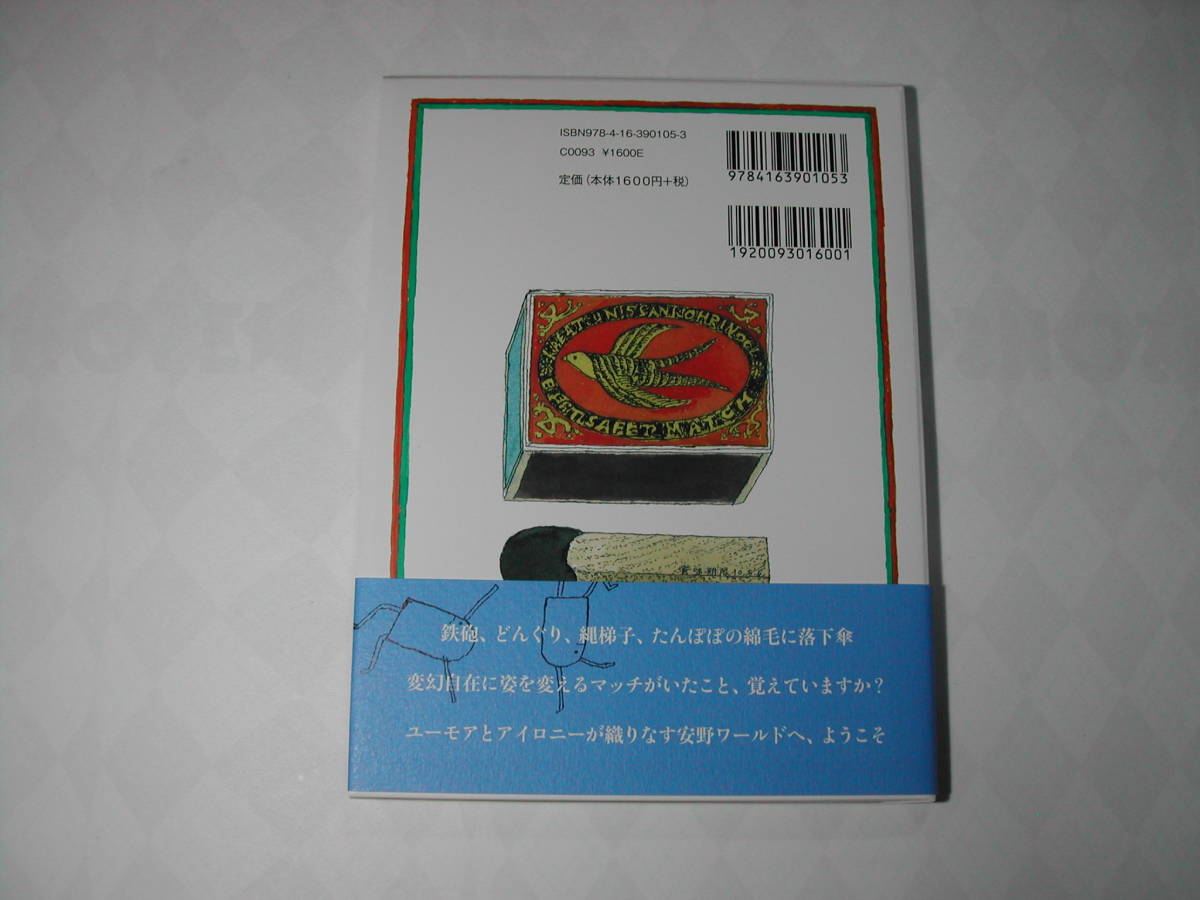 ISBN978-4-16-390105-3
C0093 ¥1600E
定価(本体1600円+税)
9784163901053
1920093016001
SAFETY MATCH
鉄砲、どんぐり、縄梯子、たんぽぽの綿毛に落下傘
変幻自在に姿を変えるマッチがいたこと、覚えていますか?
ユーモアとアイロニーが織りなす安野ワールドへ、ようこそ